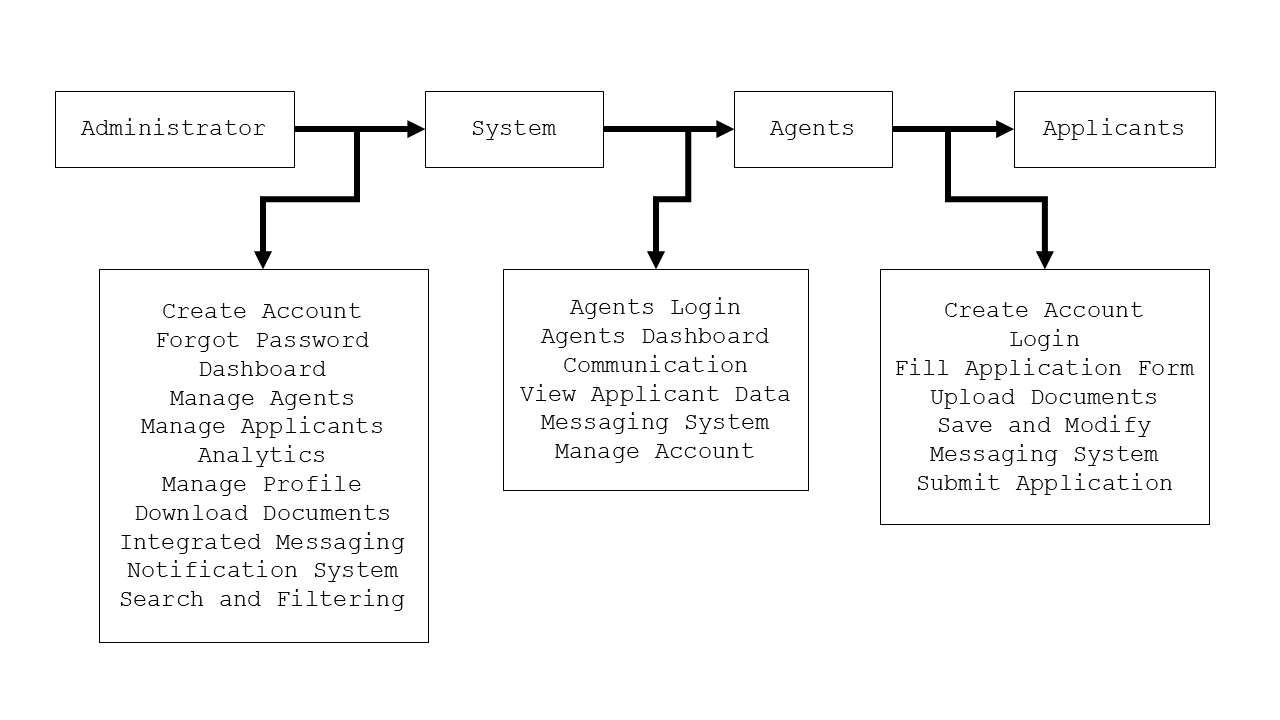 Administrator
System
Agents
Applicants
Create Account
Forgot Password
Dashboard
Manage Agents
Manage Applicants
Analytics
Manage Profile
Download Documents
Integrated Messaging
Notification System
Search and Filtering
Agents Login
Agents Dashboard
Communication
View Applicant Data
Messaging System
Manage Account
Create Account
Login
Fill Application Form
Upload Documents
Save and Modify
Messaging System
Submit Application